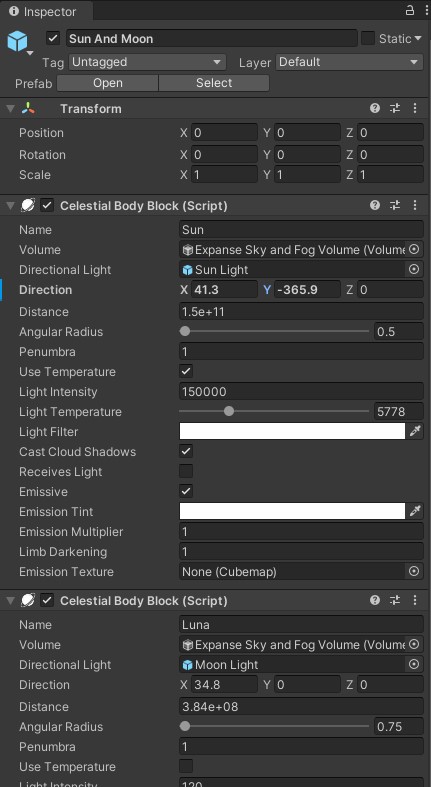 Inspector
Sun And Moon Static
Tag Untagged Layer Default
Prefab Open Select
Transform
Position X 0 Y 0 Z 0
Rotation X 0 Y 0 Z 0
Scale X 1 Y 1 Z 1
Celestial Body Block (Script)
Name Sun
Volume Expanse Sky and Fog Volume (Volume
Directional Light Sun Light
Direction X 41.3 Y -365.9 Z 0
Distance 1.5e+11
Angular Radius 0.5
Penumbra 1
Use Temperature
Light Intensity 150000
Light Temperature 5778
Light Filter
Cast Cloud Shadows
Receives Light
Emissive
Emission Tint
Emission Multiplier 1
Limb Darkening 1
Emission Texture None (Cubemap)
Celestial Body Block (Script)
Name Luna
Volume Expanse Sky and Fog Volume (Volume
Directional Light Moon Light
Direction X 34.8 Y 0 Z 0
Distance 3.84e+08
Angular Radius 0.75
Penumbra 1
Use Temperature
Light Intensity 120